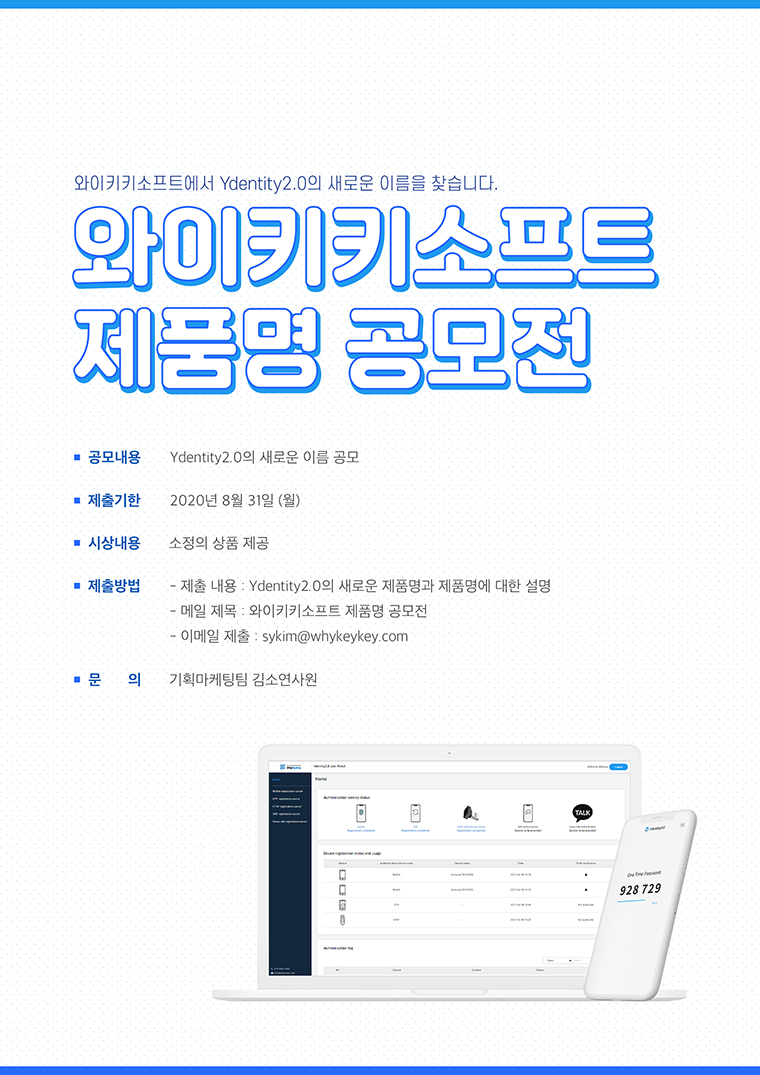 와이키키소프트에서 Ydentity2.0의 새로운 이름을 찾습니다.
와이키키소프트
제품명 공모전
공모내용 Ydentity2.0의 새로운 이름 공모
제출기한 2020년 8월 31일 (월)
시상내용 소정의 상품 제공
제출방법 - 제출 내용 : Ydentity2.0의 새로운 제품명과 제품명에 대한 설명
- 메일 제목 : 와이키키소프트 제품명 공모전
- 이메일 제출 : sykim@whykeykey.com
문 의 기획마케팅팀 김소연사원
Home
Authentication service status
TALK
Device registration status and usage
Authentication log
One Time Password
928 729